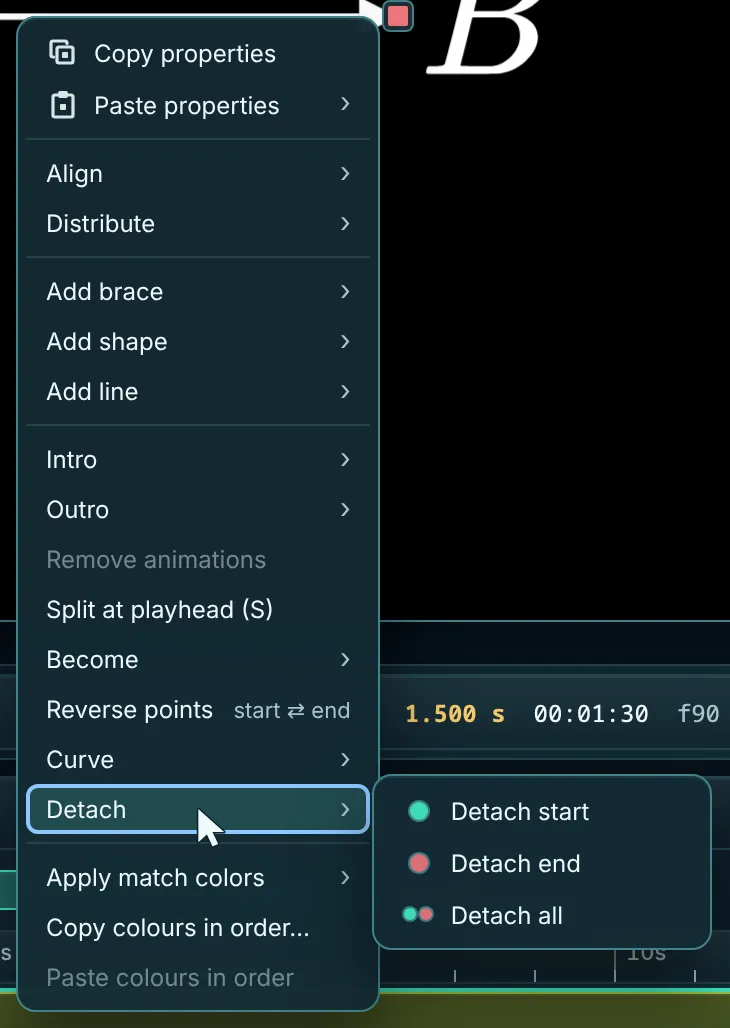 B
Copy properties
Paste properties
Align
Distribute
Add brace
Add shape
Add line
Intro
Outro
Remove animations
Split at playhead (S)
Become
Reverse points start ⇄ end
1.500 s 00:01:30 f90
Curve
Detach
Detach start
Detach end
Detach all
Apply match colors
Copy colours in order...
s
10s
Paste colours in order